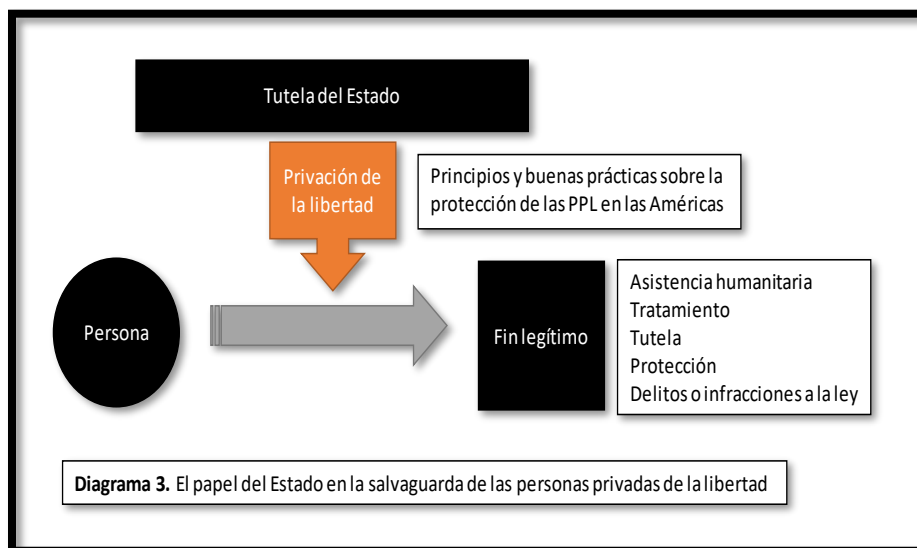 Tutela del Estado
Privación de
la libertad
Principios y buenas prácticas sobre la
protección de las PPL en las Américas
Persona
Fin legítimo
Asistencia humanitaria
Tratamiento
Tutela
Protección
Delitos o infracciones a la ley
Diagrama 3. El papel del Estado en la salvaguarda de las personas privadas de la libertad